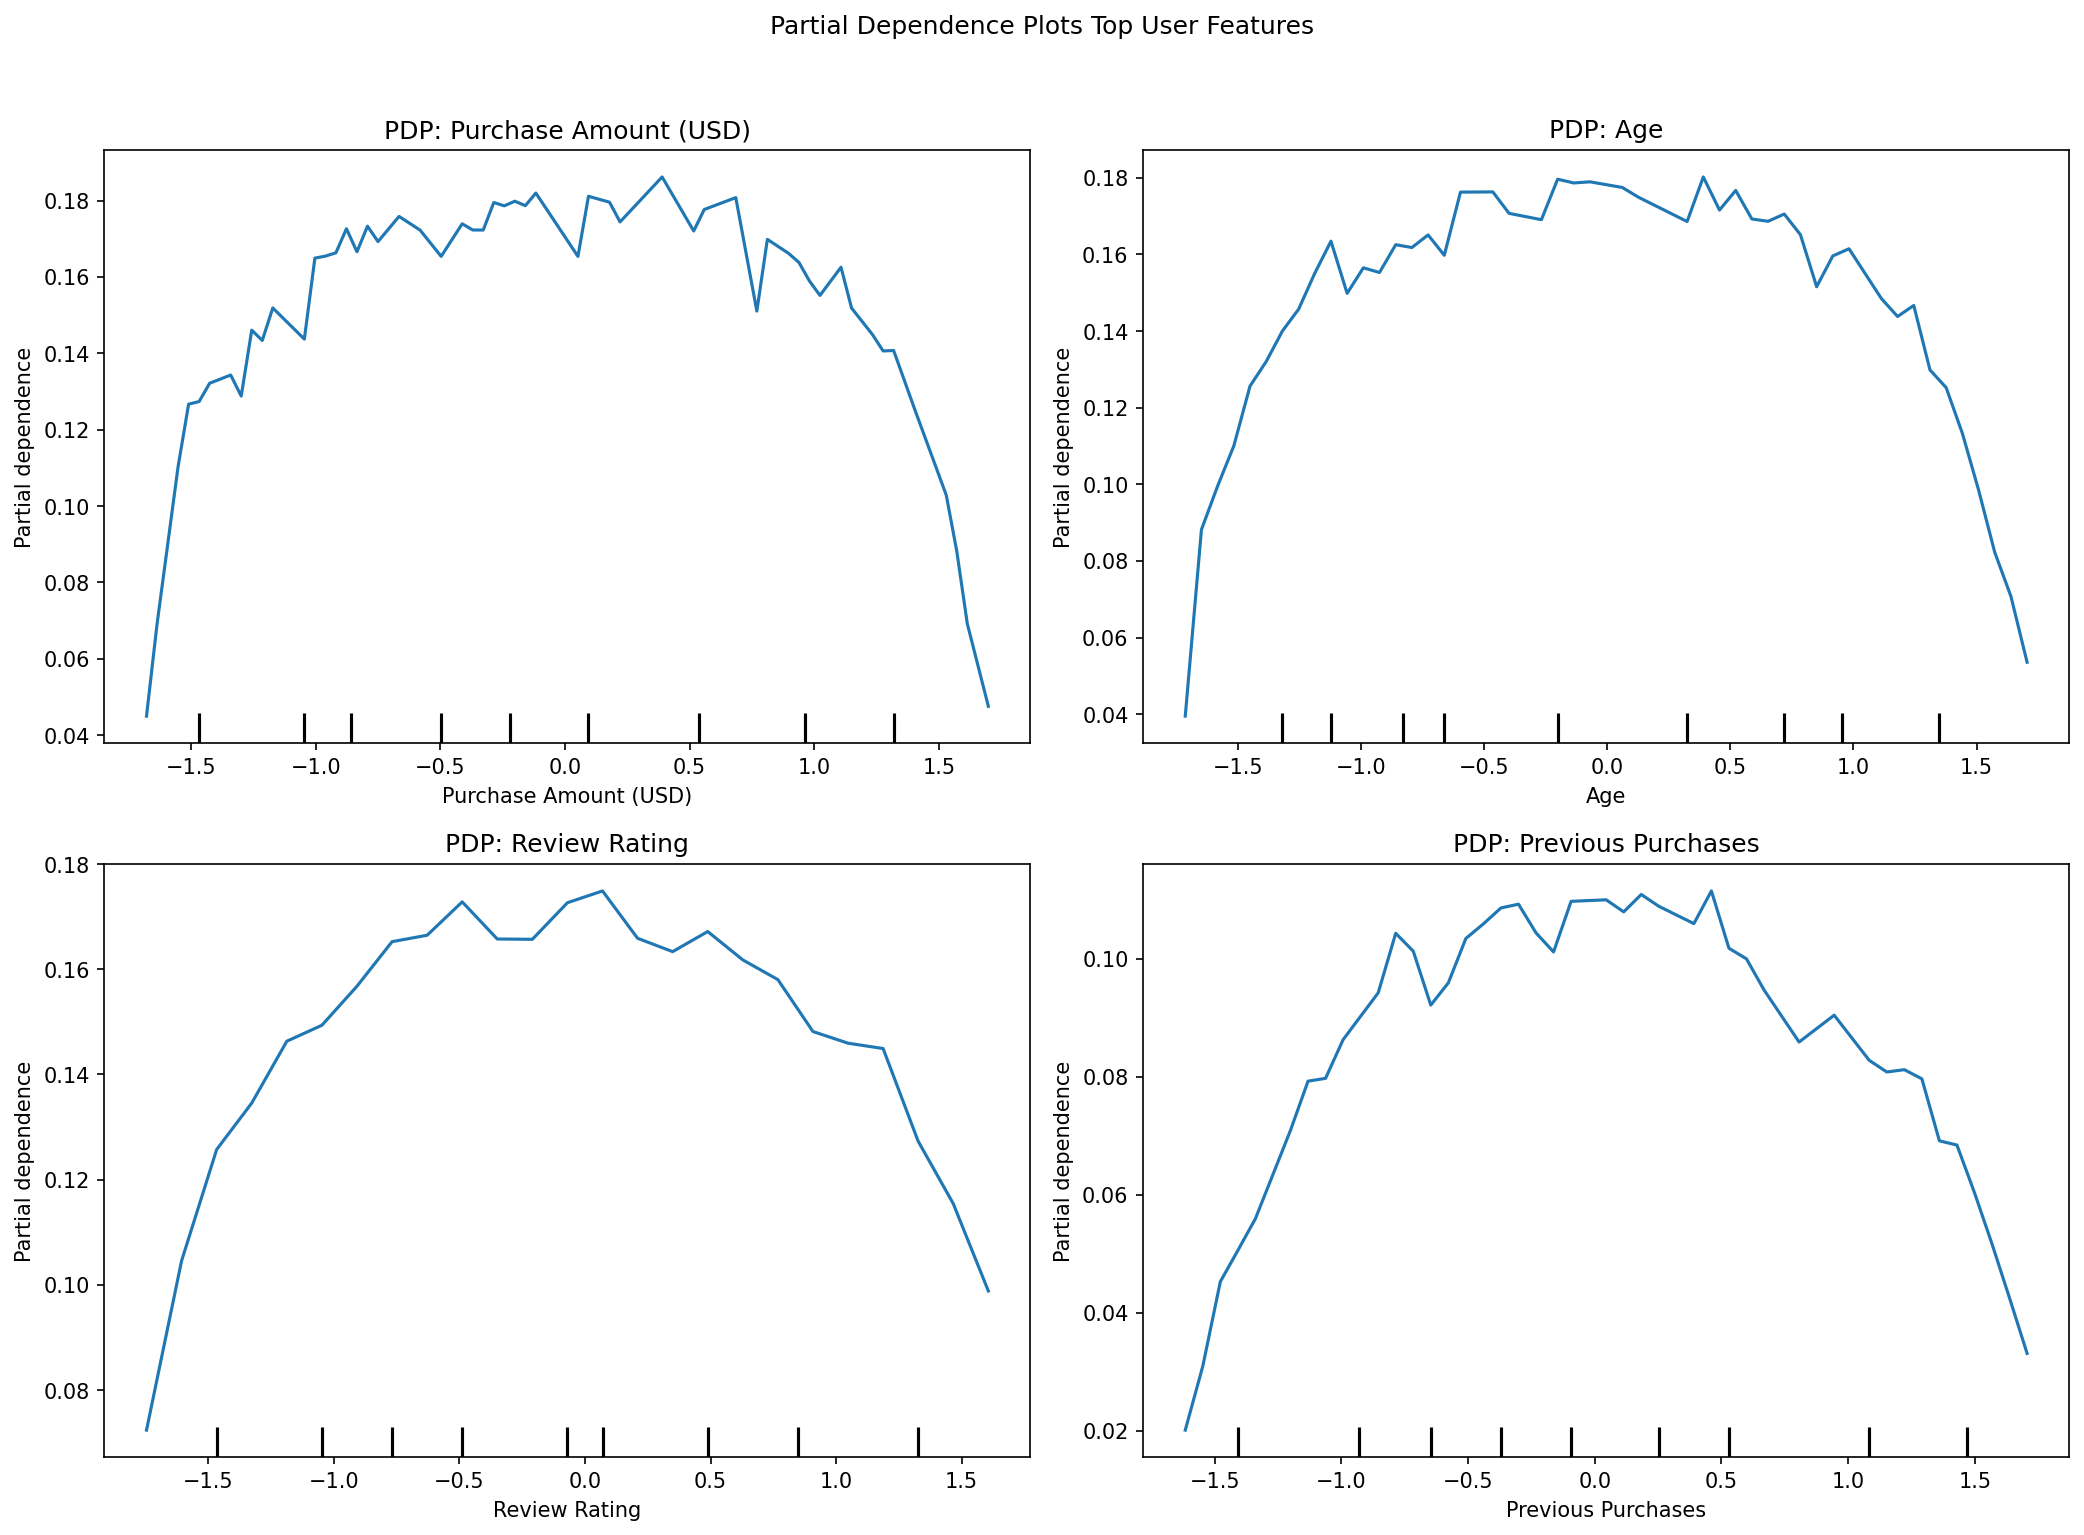 Partial Dependence Plots Top User Features
PDP: Purchase Amount (USD)
0.18
0.16
0.14
0.12
0.10
0.08
0.06
0.04
Partial dependence
−1.5 −1.0 −0.5 0.0 0.5 1.0 1.5
Purchase Amount (USD)
PDP: Age
0.18
0.16
0.14
0.12
0.10
0.08
0.06
0.04
Partial dependence
−1.5 −1.0 −0.5 0.0 0.5 1.0 1.5
Age
PDP: Review Rating
0.18
0.16
0.14
0.12
0.10
0.08
Partial dependence
−1.5 −1.0 −0.5 0.0 0.5 1.0 1.5
Review Rating
PDP: Previous Purchases
0.10
0.08
0.06
0.04
0.02
Partial dependence
−1.5 −1.0 −0.5 0.0 0.5 1.0 1.5
Previous Purchases